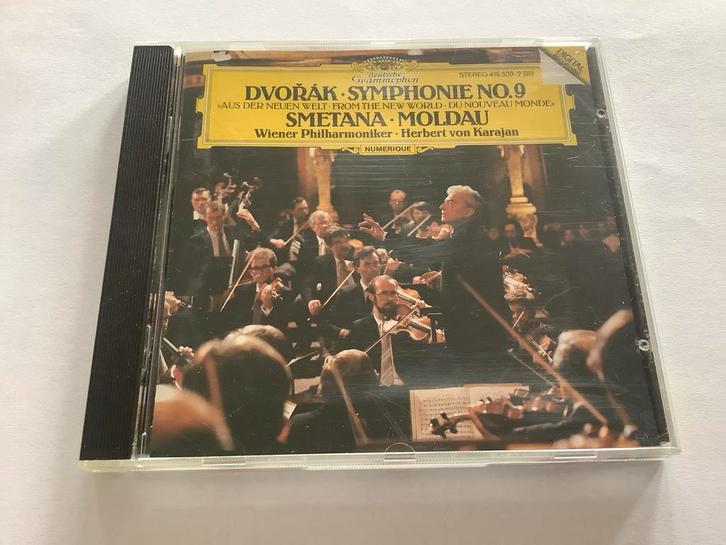 Deutsche
Grammophon
STEREO 415 509-2 GH
DIGITAL
DVOŘÁK · SYMPHONIE NO. 9
»AUS DER NEUEN WELT · FROM THE NEW WORLD · DU NOUVEAU MONDE«
SMETANA · MOLDAU
Wiener Philharmoniker · Herbert von Karajan
NUMERIQUE